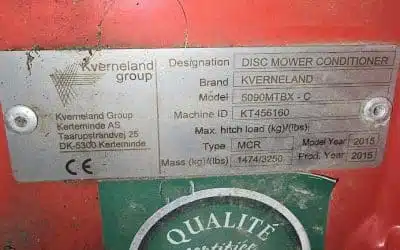 Kverneland
group
Kverneland Group
Kerteminde AS
Taarupstrandvej 25
DK-5300 Kerteminde
CE
Designation DISC MOWER CONDITIONER
Brand KVERNELAND
Model 5090MTBX - C
Machine ID KT456160
Max. hitch load (kg)/(lbs)
Type MCR Model Year 2015
Mass (kg)/(lbs) 1474/3250 Prod. Year 2015
QUALITÉ